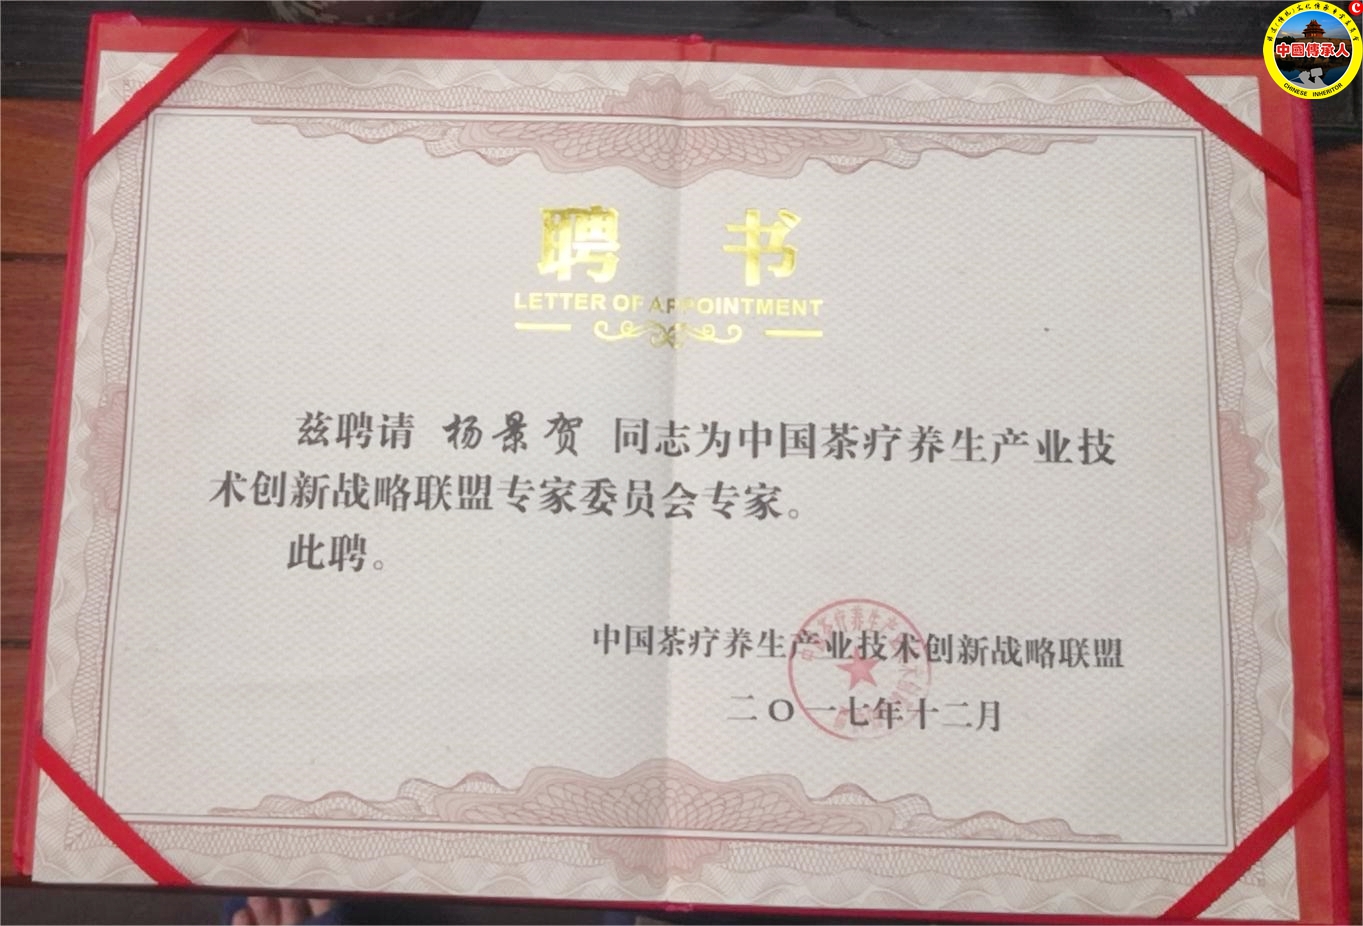 中國傳承人
CHINESE INHERITOR
聘 书
LETTER OF APPOINTMENT
兹聘请 杨景贺 同志为中国茶疗养生产业技
术创新战略联盟专家委员会专家。
此聘。
中国茶疗养生产业技术创新战略联盟
二〇一七年十二月